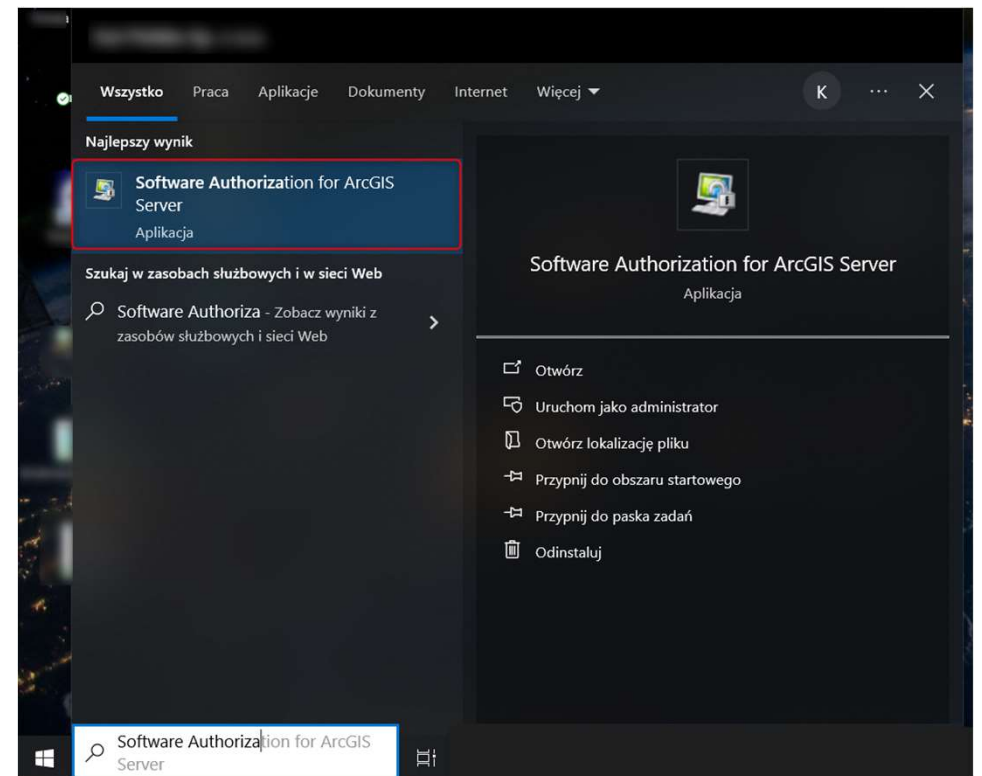 Wszystko Praca Aplikacje Dokumenty Internet Więcej K ...
Najlepszy wynik
Software Authorization for ArcGIS
Server
Aplikacja
Szukaj w zasobach służbowych i w sieci Web
Software Authoriza - Zobacz wyniki z
zasobów służbowych i sieci Web
Software Authorization for ArcGIS Server
Aplikacja
Otwórz
Uruchom jako administrator
Otwórz lokalizację pliku
Przypnij do obszaru startowego
Przypnij do paska zadań
Odinstaluj
Software Authorization for ArcGIS
Server